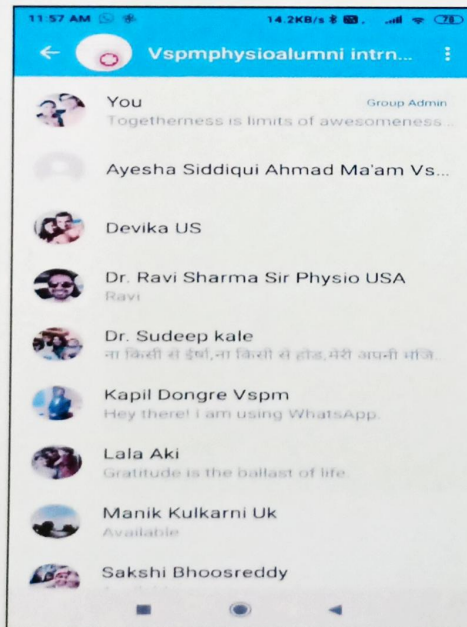 11:57 AM
14.2KB/s
78
Vspmphysioalumni intrn...
You
Group Admin
Togetherness is limits of awesomeness...
Ayesha Siddiqui Ahmad Ma'am Vs...
Devika US
Dr. Ravi Sharma Sir Physio USA
Ravi
Dr. Sudeep kale
ना किसी से ईर्षा,ना किसी से होड,मेरी अपनी मंजि...
Kapil Dongre Vspm
Hey there! i am using WhatsApp.
Lala Aki
Gratitude is the ballast of life.
Manik Kulkarni Uk
Available
Sakshi Bhoosreddy